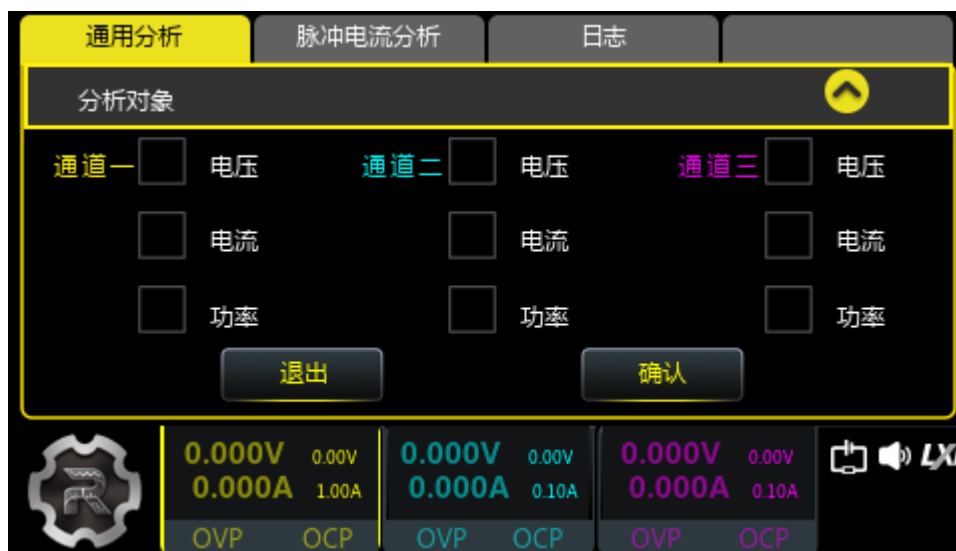 通用分析 脉冲电流分析 日志
分析对象
通道一 电压 通道二 电压 通道三 电压
电流 电流 电流
功率 功率 功率
退出 确认
0.000V 0.00V 0.000V 0.00V 0.000V 0.00V
0.000A 1.00A 0.000A 0.10A 0.000A 0.10A
OVP OCP OVP OCP OVP OCP
R